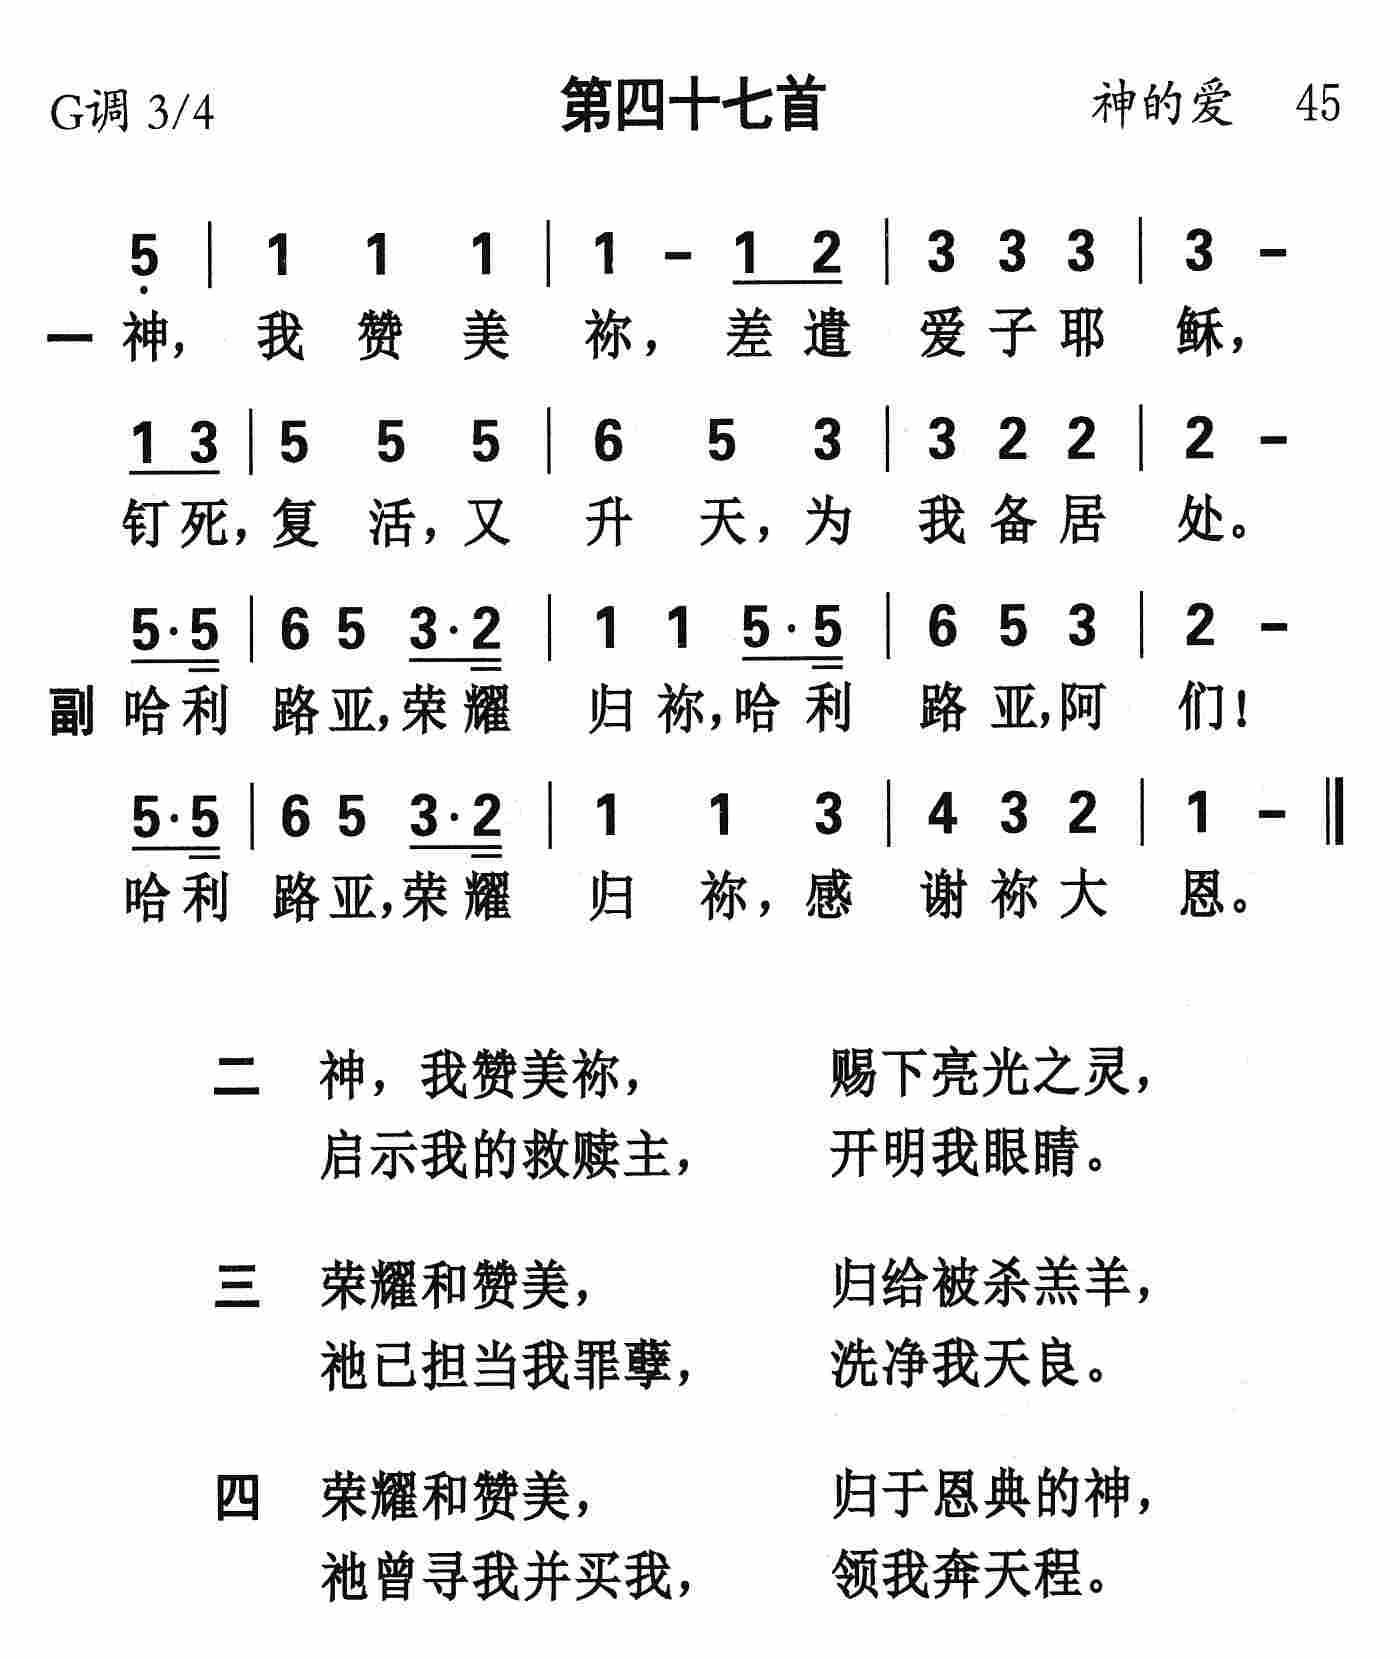 G调 3/4 第四十七首 神的爱 45
5̣ | 1 1 1 | 1 - 1 2 | 3 3 3 | 3 -
一 神，我 赞 美 祢，差 遣 爱 子 耶 稣，
1 3 | 5 5 5 | 6 5 3 | 3 2 2 | 2 -
钉 死，复 活，又 升 天，为 我 备 居 处。
5·5 | 6 5 3·2 | 1 1 5·5 | 6 5 3 | 2 -
副 哈 利 路 亚，荣 耀 归 祢，哈 利 路 亚，阿 们！
5·5 | 6 5 3·2 | 1 1 3 | 4 3 2 | 1 - ‖
哈 利 路 亚，荣 耀 归 祢，感 谢 祢 大 恩。
二 神，我赞美祢， 赐下亮光之灵，
启示我的救赎主， 开明我眼睛。
三 荣耀和赞美， 归给被杀羔羊，
祂已担当我罪孽， 洗净我天良。
四 荣耀和赞美， 归于恩典的神，
祂曾寻我并买我， 领我奔天程。